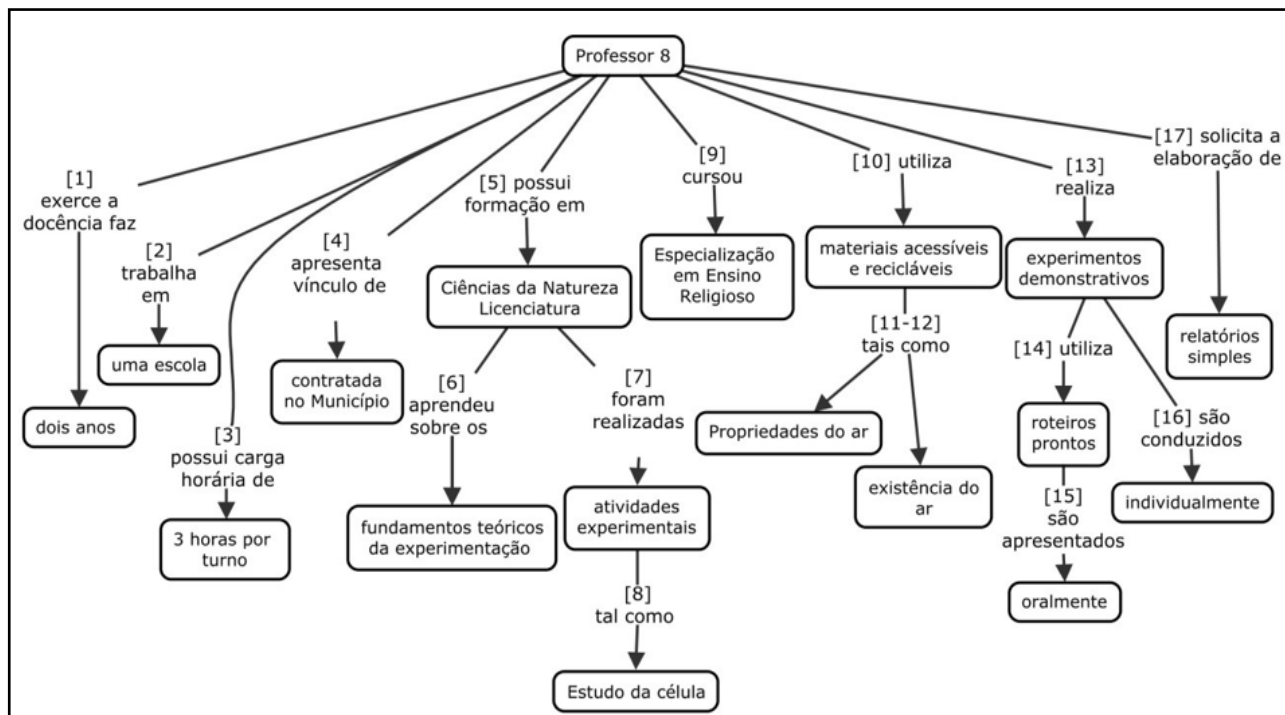 Professor 8
[1]
exerce a
docência faz
dois anos
[2]
trabalha
em
uma escola
[3]
possui carga
horária de
3 horas por
turno
[4]
apresenta
vínculo de
contratada
no Município
[5] possui
formação em
Ciências da Natureza
Licenciatura
[6]
aprendeu
sobre os
fundamentos teóricos
da experimentação
[7]
foram
realizadas
atividades
experimentais
[8]
tal como
Estudo da célula
[9]
cursou
Especialização
em Ensino
Religioso
[10] utiliza
materiais acessíveis
e recicláveis
[11-12]
tais como
Propriedades do ar
existência do
ar
[13]
realiza
experimentos
demonstrativos
[14] utiliza
roteiros
prontos
[15]
são
apresentados
oralmente
[16] são
conduzidos
individualmente
[17] solicita a
elaboração de
relatórios
simples